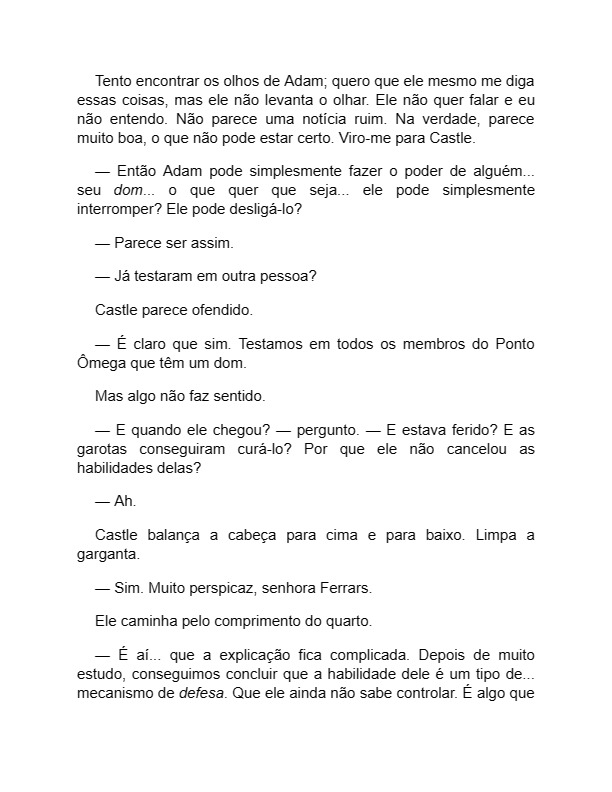 Tento encontrar os olhos de Adam; quero que ele mesmo me diga
essas coisas, mas ele não levanta o olhar. Ele não quer falar e eu
não entendo. Não parece uma notícia ruim. Na verdade, parece
muito boa, o que não pode estar certo. Viro-me para Castle.
— Então Adam pode simplesmente fazer o poder de alguém...
seu dom... o que quer que seja... ele pode simplesmente
interromper? Ele pode desligá-lo?
— Parece ser assim.
— Já testaram em outra pessoa?
Castle parece ofendido.
— É claro que sim. Testamos em todos os membros do Ponto
Ômega que têm um dom.
Mas algo não faz sentido.
— E quando ele chegou? — pergunto. — E estava ferido? E as
garotas conseguiram curá-lo? Por que ele não cancelou as
habilidades delas?
— Ah.
Castle balança a cabeça para cima e para baixo. Limpa a
garganta.
— Sim. Muito perspicaz, senhora Ferrars.
Ele caminha pelo comprimento do quarto.
— É aí... que a explicação fica complicada. Depois de muito
estudo, conseguimos concluir que a habilidade dele é um tipo de...
mecanismo de defesa. Que ele ainda não sabe controlar. É algo que